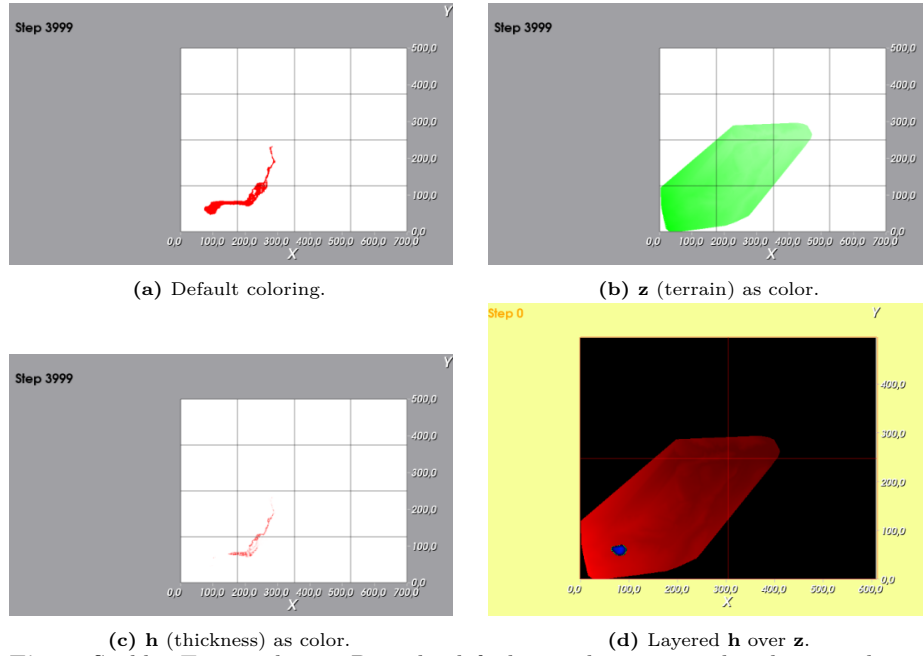 Y
Step 3999
500,0
400,0
300,0
200,0
100,0
0,0
0,0 100,0 200,0 300,0 400,0 500,0 600,0 700,0
X
(a) Default coloring.
Step 3999
500,0
400,0
300,0
200,0
100,0
0,0
0,0 100,0 200,0 300,0 400,0 500,0 600,0 700,0
X
(b) z (terrain) as color.
Y
Step 3999
500,0
400,0
300,0
200,0
100,0
0,0
0,0 100,0 200,0 300,0 400,0 500,0 600,0 700,0
X
(c) h (thickness) as color.
Step 0
Y
400,0
300,0
200,0
100,0
0,0
0,0 100,0 200,0 300,0 400,0 500,0 600,0
X
(d) Layered h over z.